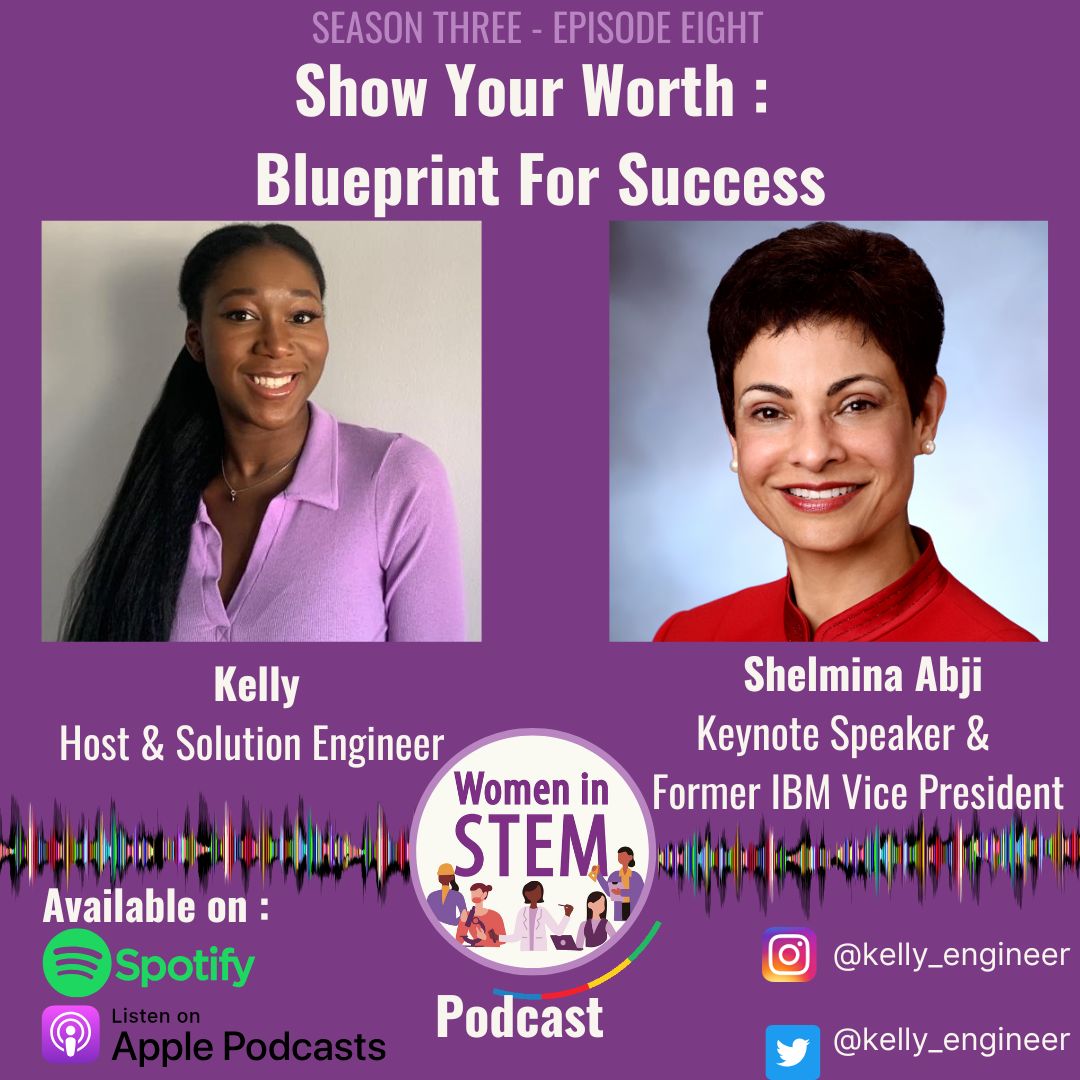 SEASON THREE - EPISODE EIGHT
Show Your Worth :
Blueprint For Success
Kelly
Host & Solution Engineer
Shelmina Abji
Keynote Speaker &
Former IBM Vice President
Women in
STEM
Podcast
Available on :
Spotify
Listen on
Apple Podcasts
@kelly_engineer
@kelly_engineer